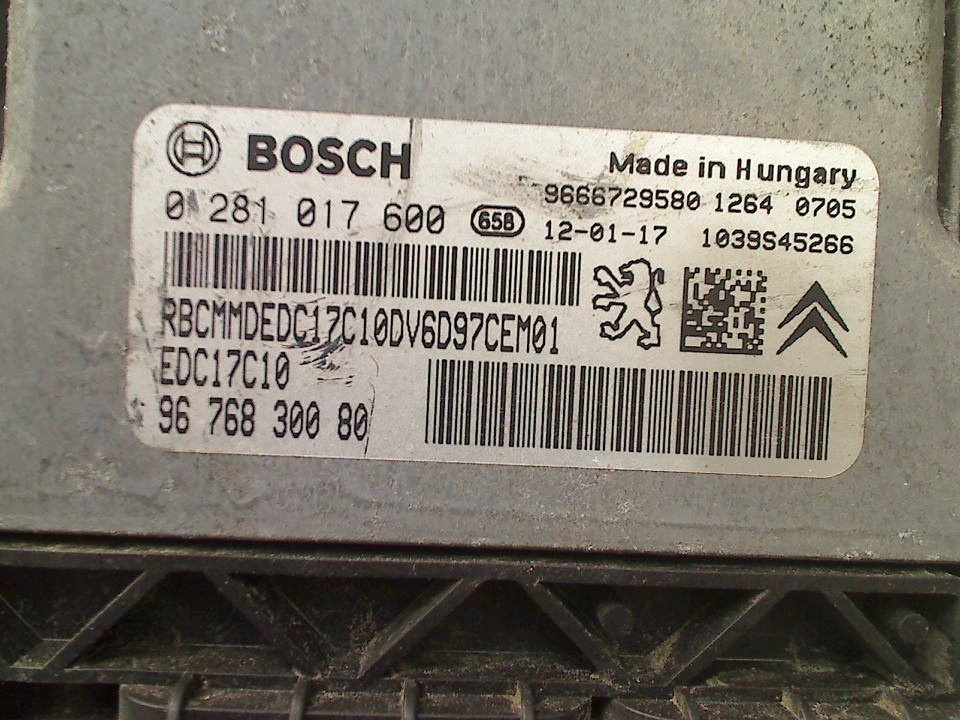 BOSCH
Made in Hungary
0 281 017 600 65B
9666729580 1264 0705
12-01-17 1039S45266
RBCMMDEDC17C10DV6D97CEM01
EDC17C10
96 768 300 80